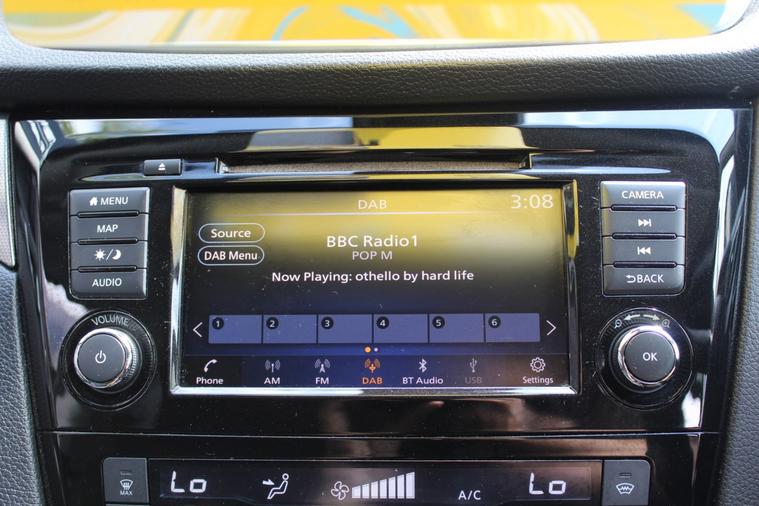 DAB 3:08
MENU
CAMERA
Source
MAP
BBC Radio1
DAB Menu
POP M
AUDIO
BACK
Now Playing: othello by hard life
VOLUME
1 2 3 4 5 6
OK
Phone AM FM DAB BT Audio USB Settings
Lo A/C Lo
MAX